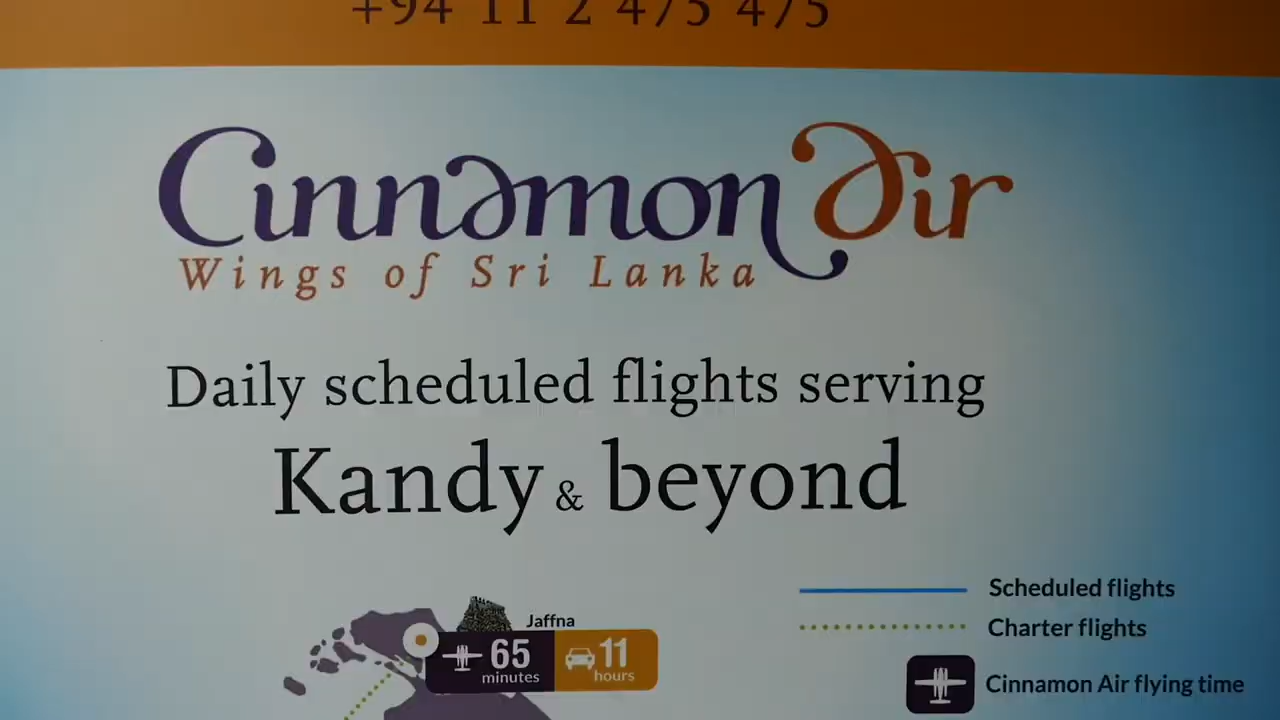 +94 11 2 475 475
Cinnamon Air
Wings of Sri Lanka
Daily scheduled flights serving
Kandy & beyond
Jaffna
65 minutes
11 hours
Scheduled flights
Charter flights
Cinnamon Air flying time